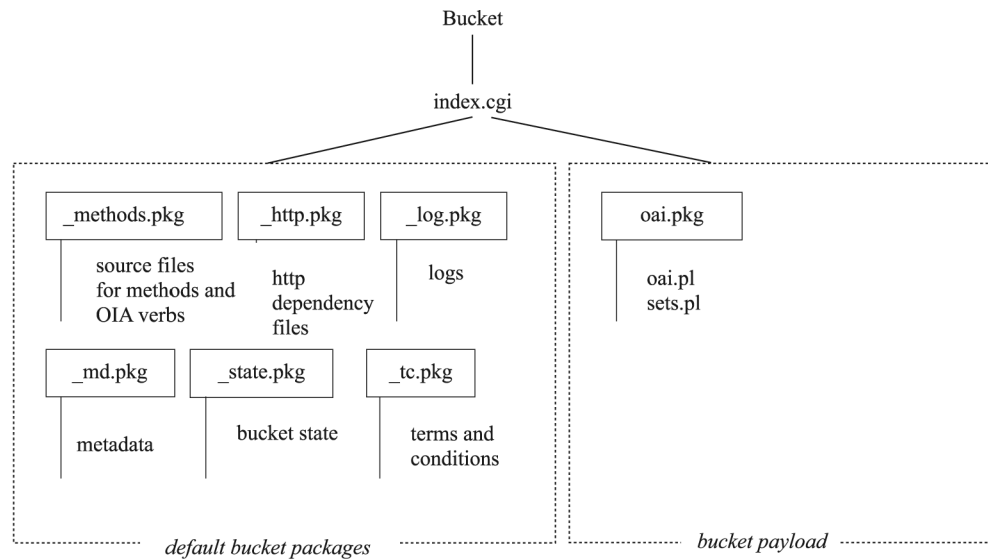 Bucket
index.cgi
_methods.pkg
source files
for methods and
OIA verbs
_http.pkg
http
dependency
files
_log.pkg
logs
_md.pkg
metadata
_state.pkg
bucket state
_tc.pkg
terms and
conditions
default bucket packages
oai.pkg
oai.pl
sets.pl
bucket payload